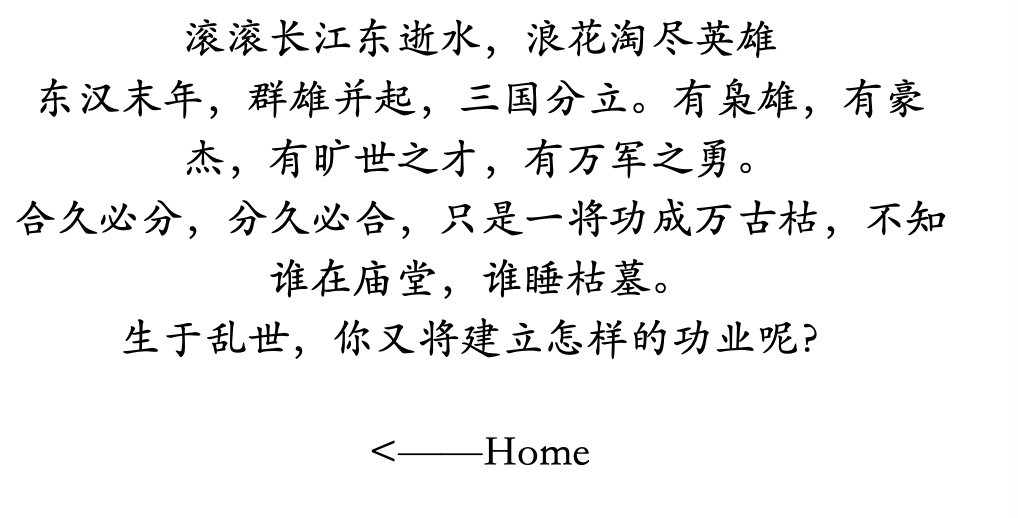 滚滚长江东逝水，浪花淘尽英雄
东汉末年，群雄并起，三国分立。有枭雄，有豪
杰，有旷世之才，有万军之勇。
合久必分，分久必合，只是一将功成万古枯，不知
谁在庙堂，谁睡枯墓。
生于乱世，你又将建立怎样的功业呢?
<——Home